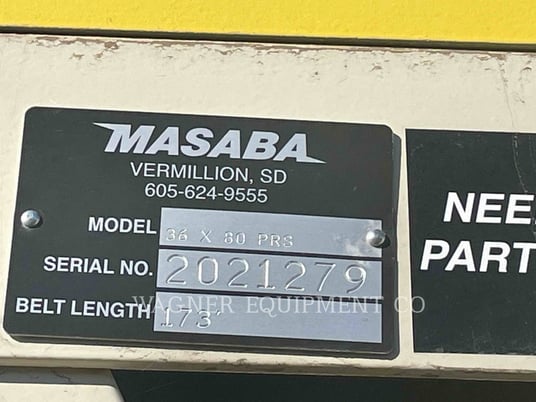 MASABA
VERMILLION, SD
605-624-9555
MODEL 36 X 80 PRS
SERIAL NO. 2021279
BELT LENGTH 173'
WAGNER EQUIPMENT CO
NEE
PART